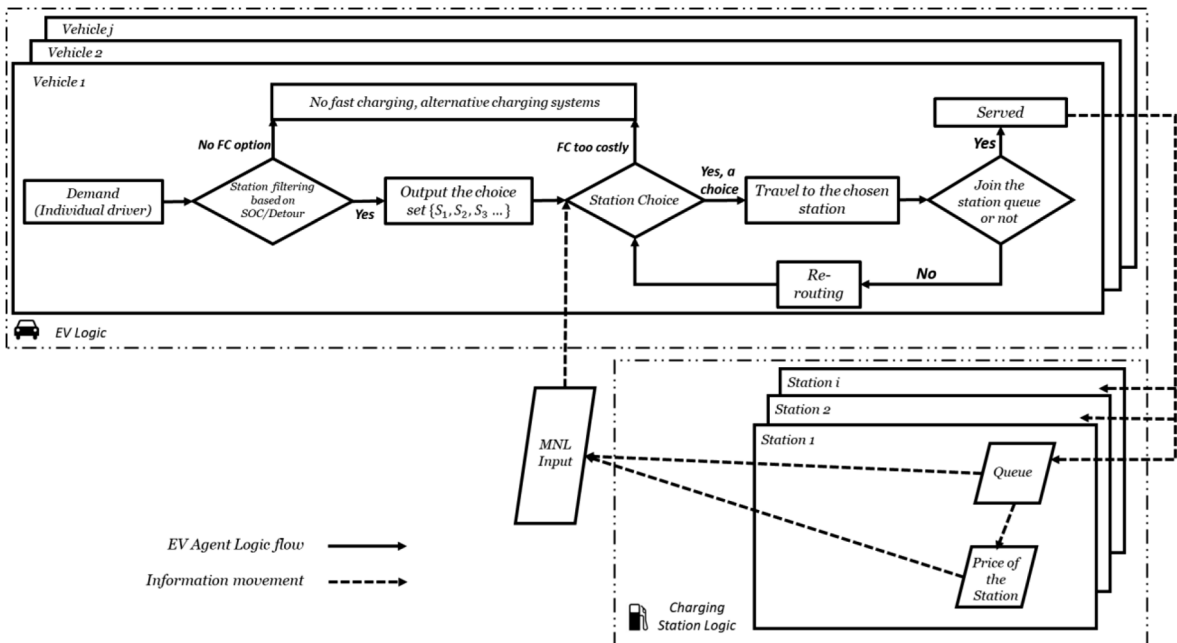 Vehicle j
Vehicle 2
Vehicle 1
No fast charging, alternative charging systems
Served
No FC option
FC too costly
Yes
Demand
(Individual driver)
Station filtering
based on
SOC/Detour
Yes
Output the choice
set {S₁, S₂, S₃ ...}
Station Choice
Yes, a
choice
Travel to the chosen
station
Join the
station queue
or not
Re-
routing
No
EV Logic
Station i
Station 2
Station 1
MNL
Input
Queue
Price of
the
Station
EV Agent Logic flow
Information movement
Charging
Station Logic